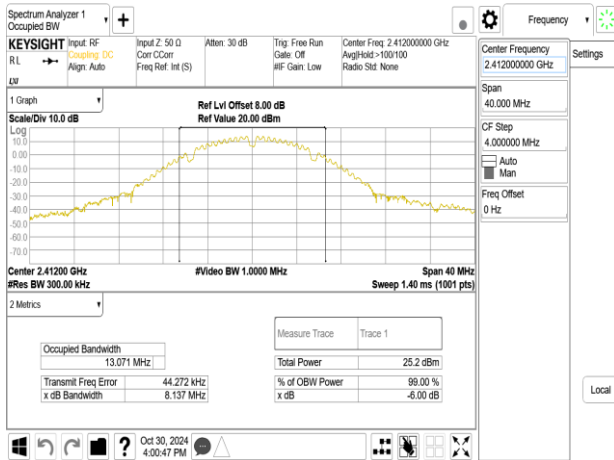 Spectrum Analyzer 1
Occupied BW
+
Frequency
Settings
KEYSIGHT
RL
LXI
Input: RF
Coupling: DC
Align: Auto
Input Z: 50 Ω
Corr CCorr
Freq Ref: Int (S)
Atten: 30 dB
Trig: Free Run
Gate: Off
#IF Gain: Low
Center Freq: 2.412000000 GHz
Avg|Hold:>100/100
Radio Std: None
Center Frequency
2.412000000 GHz
Span
40.000 MHz
CF Step
4.000000 MHz
Auto
Man
Freq Offset
0 Hz
Local
1 Graph
Scale/Div 10.0 dB
Ref Lvl Offset 8.00 dB
Ref Value 20.00 dBm
Log
10.0
0.00
-10.0
-20.0
-30.0
-40.0
-50.0
-60.0
-70.0
Center 2.41200 GHz
#Res BW 300.00 kHz
#Video BW 1.0000 MHz
Span 40 MHz
Sweep 1.40 ms (1001 pts)
2 Metrics
Measure Trace Trace 1
Occupied Bandwidth
13.071 MHz
Total Power 25.2 dBm
Transmit Freq Error 44.272 kHz
% of OBW Power 99.00 %
x dB Bandwidth 8.137 MHz
x dB -6.00 dB
?
Oct 30, 2024
4:00:47 PM